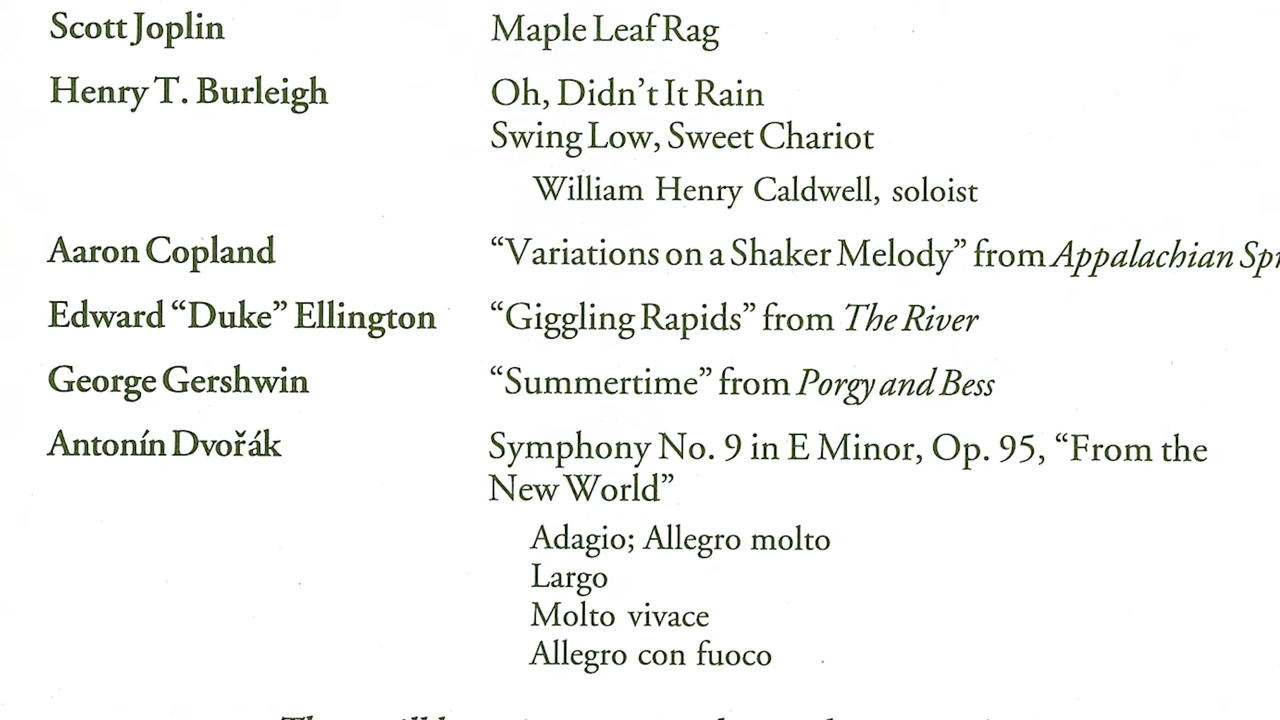 Scott Joplin Maple Leaf Rag
Henry T. Burleigh Oh, Didn't It Rain
Swing Low, Sweet Chariot
William Henry Caldwell, soloist
Aaron Copland “Variations on a Shaker Melody” from Appalachian
Edward “Duke” Ellington “Giggling Rapids” from The River
George Gershwin “Summertime” from Porgy and Bess
Antonín Dvořák Symphony No. 9 in E Minor, Op. 95, “From the
New World”
Adagio; Allegro molto
Largo
Molto vivace
Allegro con fuoco